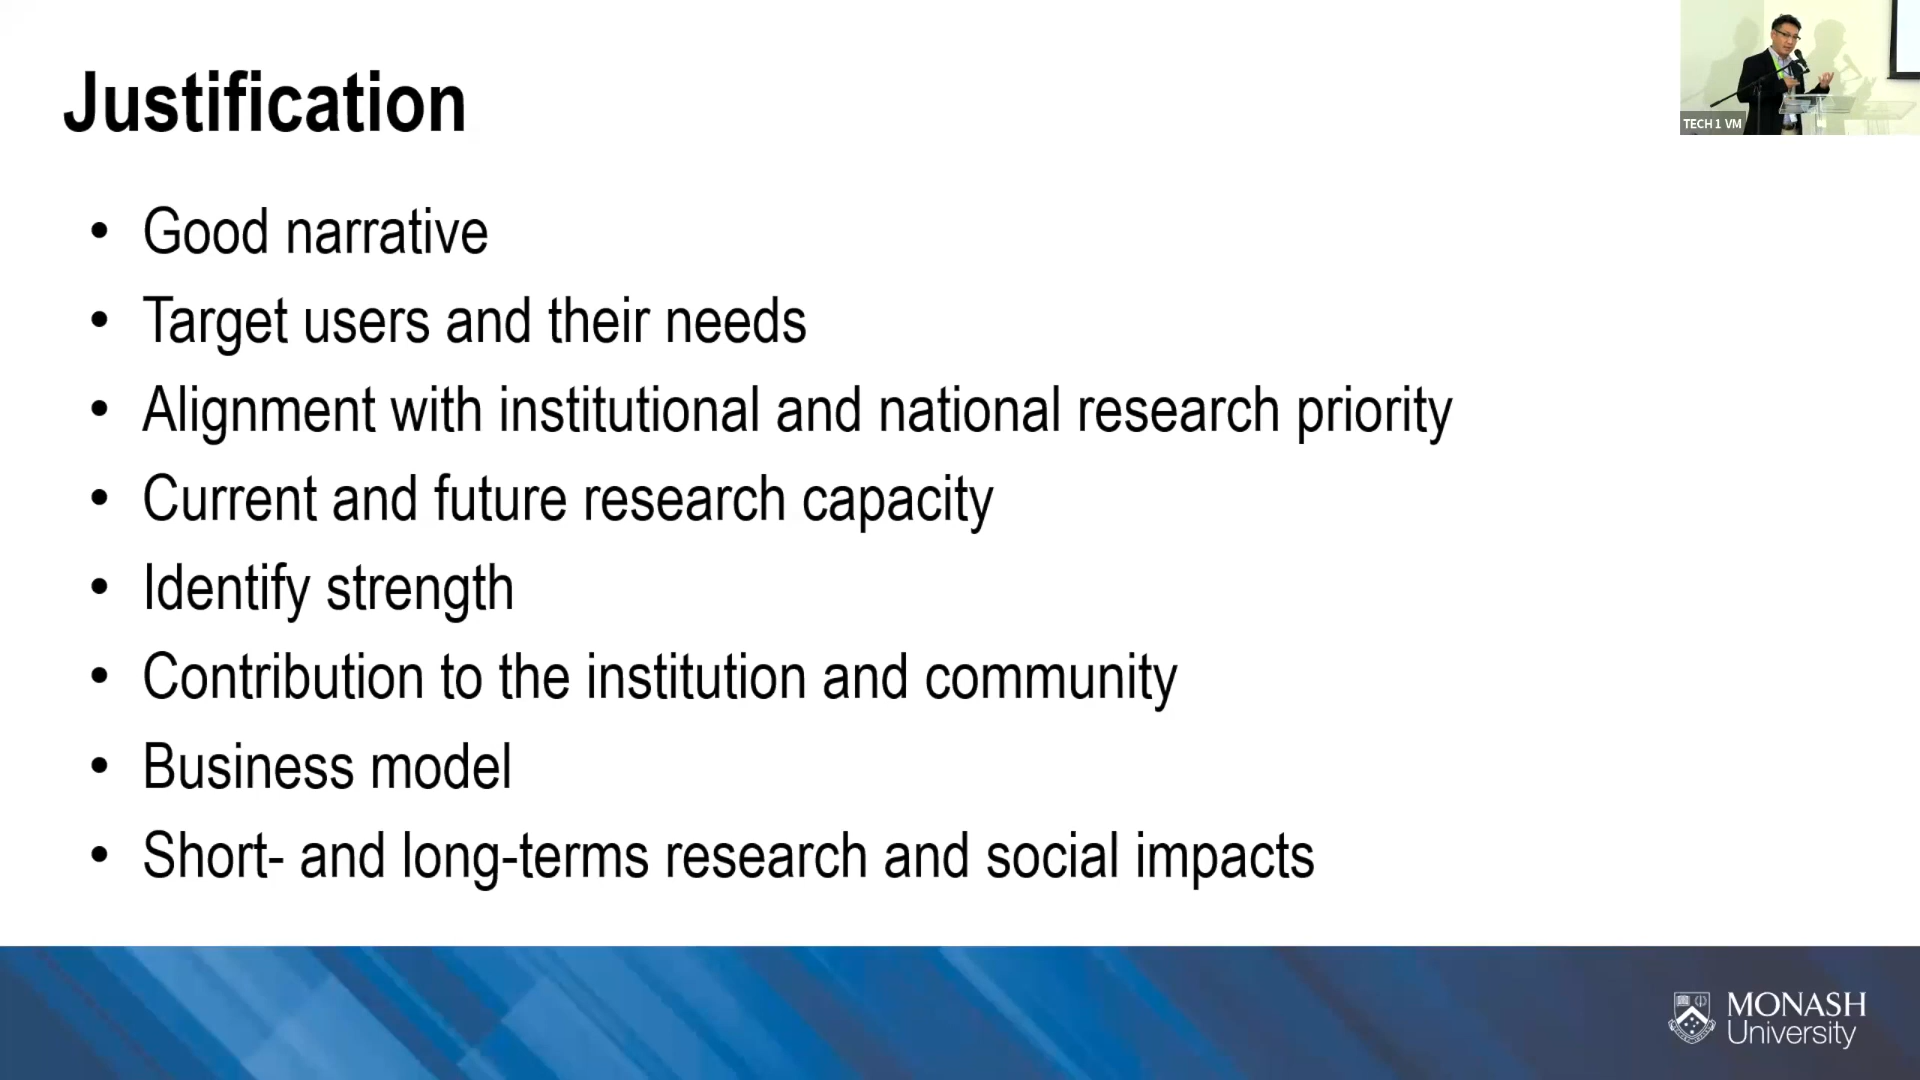 Justification
TECH 1 VM
• Good narrative
• Target users and their needs
• Alignment with institutional and national research priority
• Current and future research capacity
• Identify strength
• Contribution to the institution and community
• Business model
• Short- and long-terms research and social impacts
MONASH
University